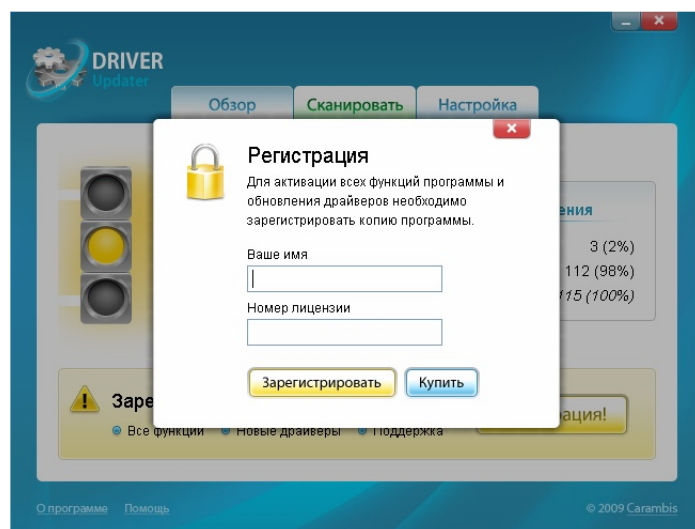 DRIVER
Updater
Обзор
Сканировать
Настройка
Регистрация
Для активации всех функций программы и
обновления драйверов необходимо
зарегистрировать копию программы.
Ваше имя
Номер лицензии
Зарегистрировать
Купить
ения
3 (2%)
112 (98%)
115 (100%)
Заре
ация!
Все функции
Новые драйверы
Поддержка
О программе
Помощь
© 2009 Carambis